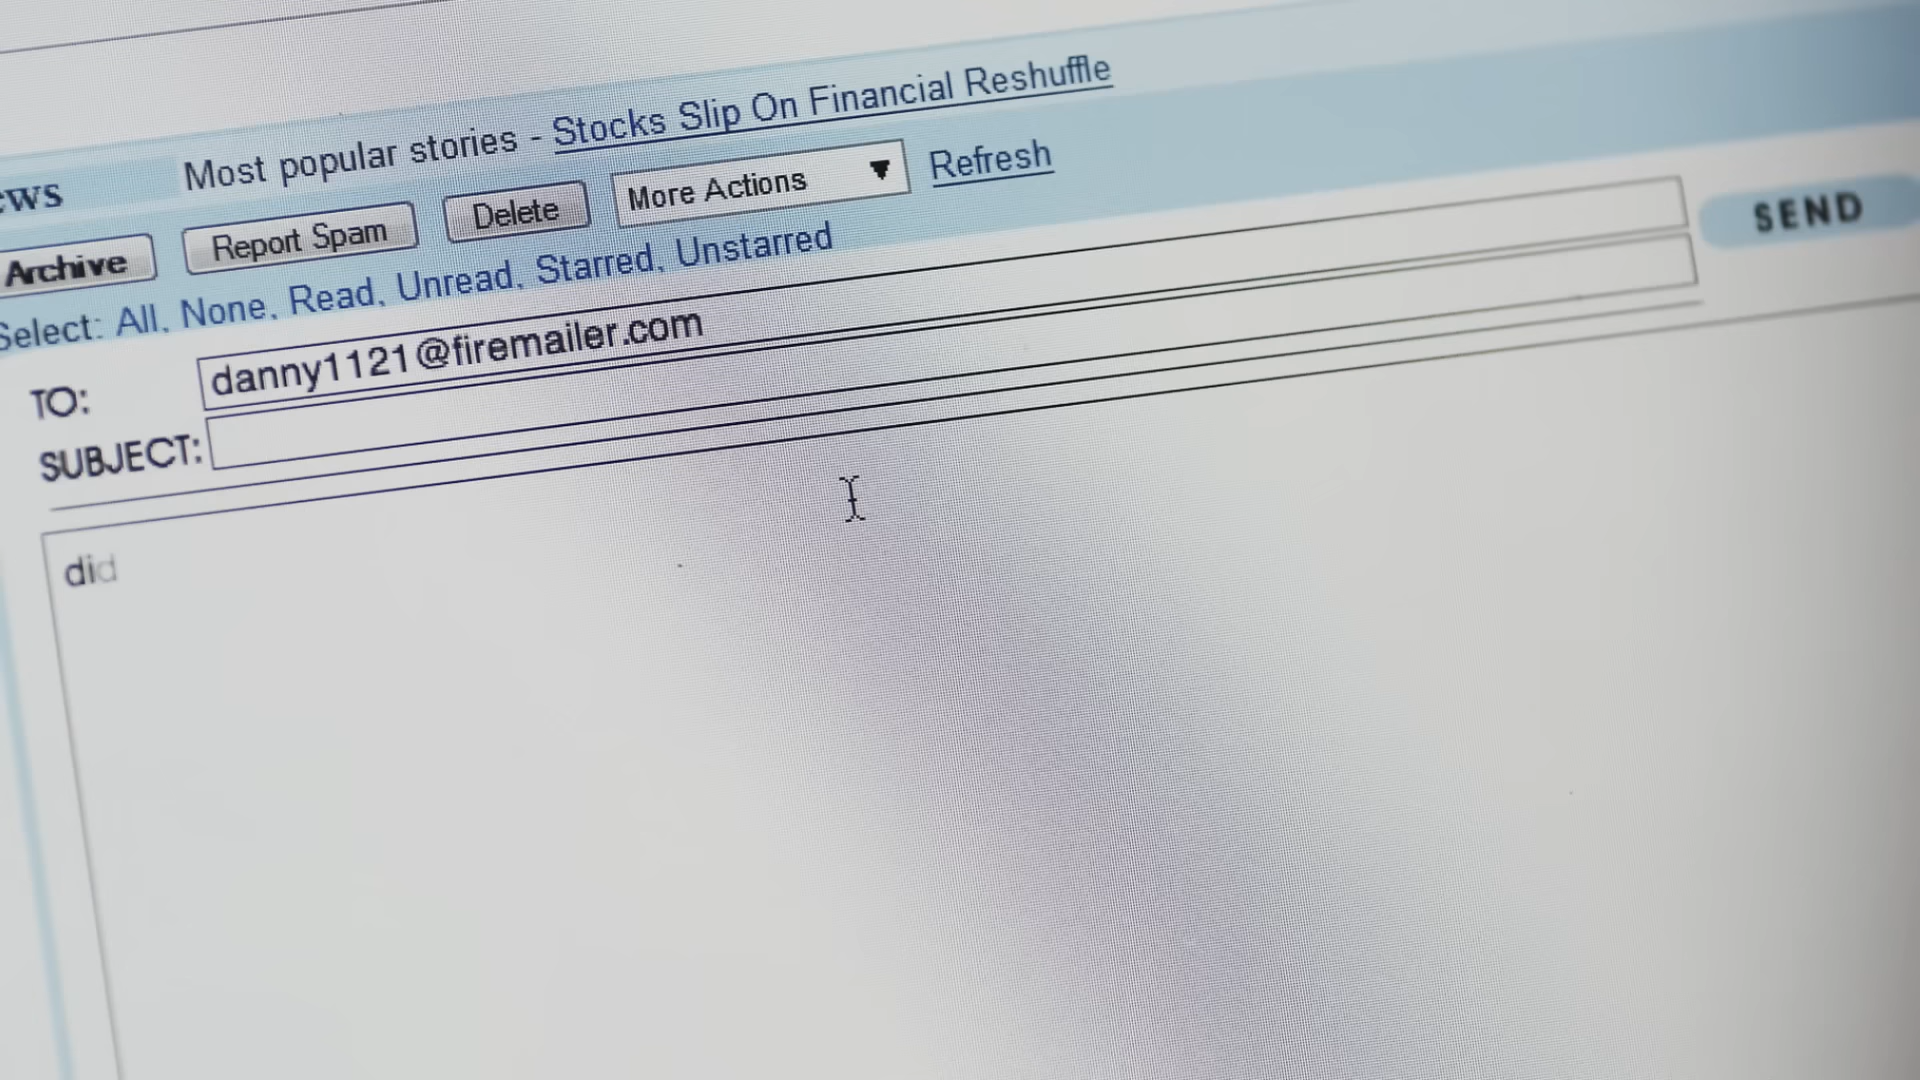 Most popular stories - Stocks Slip On Financial Reshuffle
Archive Report Spam Delete More Actions Refresh
Select: All, None, Read, Unread, Starred, Unstarred
TO: danny1121@firemailer.com
SEND
SUBJECT:
did